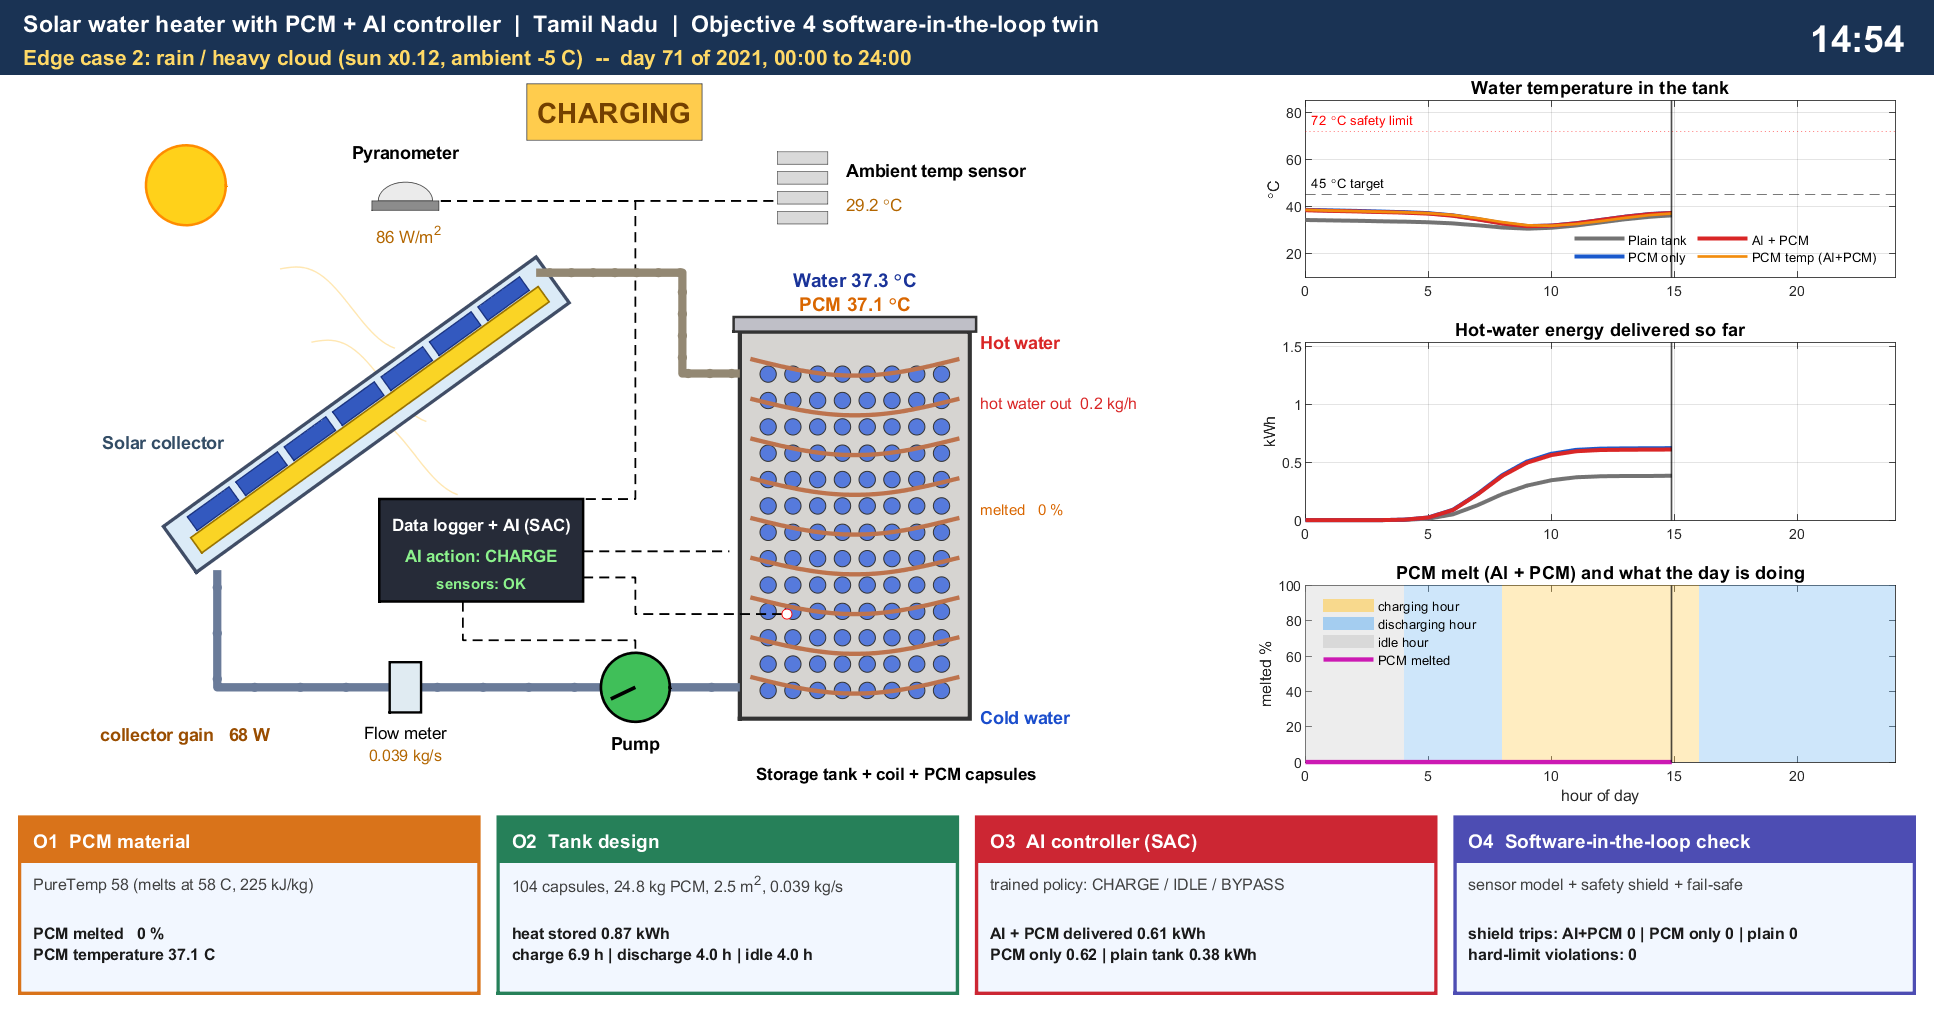 Solar water heater with PCM + AI controller | Tamil Nadu | Objective 4 software-in-the-loop twin
Edge case 2: rain / heavy cloud (sun x0.12, ambient -5 C) -- day 71 of 2021, 00:00 to 24:00
14:54
CHARGING
Pyranometer
86 W/m2
Ambient temp sensor
29.2 °C
Water 37.3 °C
PCM 37.1 °C
Hot water
hot water out 0.2 kg/h
melted 0 %
Cold water
Solar collector
Data logger + AI (SAC)
AI action: CHARGE
sensors: OK
collector gain 68 W
Flow meter
0.039 kg/s
Pump
Storage tank + coil + PCM capsules
Water temperature in the tank
°C
80
60
40
20
72 °C safety limit
45 °C target
Plain tank
PCM only
AI + PCM
PCM temp (AI+PCM)
0 5 10 15 20
Hot-water energy delivered so far
kWh
1.5
1
0.5
0
0 5 10 15 20
PCM melt (AI + PCM) and what the day is doing
melted %
100
80
60
40
20
0
charging hour
discharging hour
idle hour
PCM melted
0 5 10 15 20
hour of day
O1 PCM material
PureTemp 58 (melts at 58 C, 225 kJ/kg)
PCM melted 0 %
PCM temperature 37.1 C
O2 Tank design
104 capsules, 24.8 kg PCM, 2.5 m2, 0.039 kg/s
heat stored 0.87 kWh
charge 6.9 h | discharge 4.0 h | idle 4.0 h
O3 AI controller (SAC)
trained policy: CHARGE / IDLE / BYPASS
AI + PCM delivered 0.61 kWh
PCM only 0.62 | plain tank 0.38 kWh
O4 Software-in-the-loop check
sensor model + safety shield + fail-safe
shield trips: AI+PCM 0 | PCM only 0 | plain 0
hard-limit violations: 0